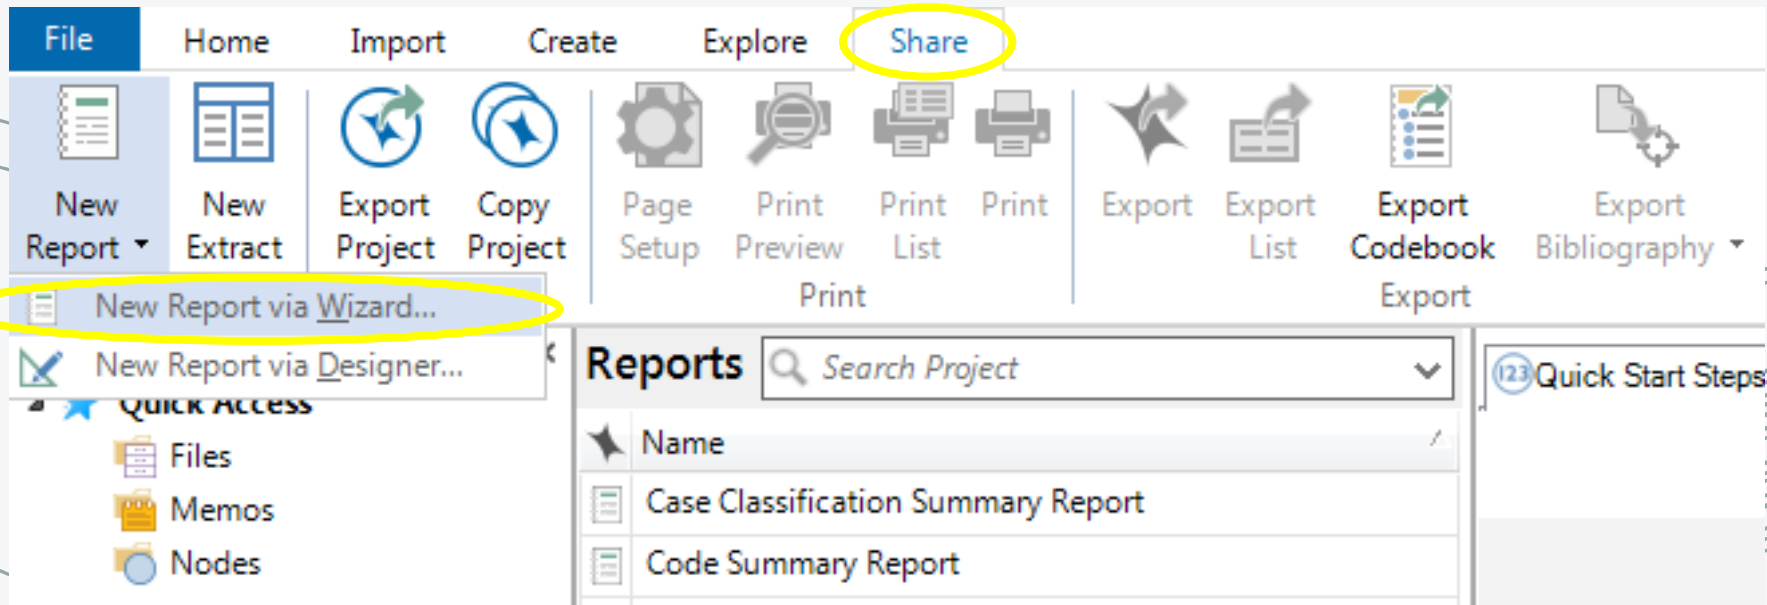 File Home Import Create Explore Share
New Report New Extract Export Project Copy Project Page Setup Print Preview Print List Print Export Export List Export Codebook Export Bibliography
Print Export
New Report via Wizard...
New Report via Designer...
Quick Access
Files
Memos
Nodes
Reports Search Project
Name
Case Classification Summary Report
Code Summary Report
123 Quick Start Steps